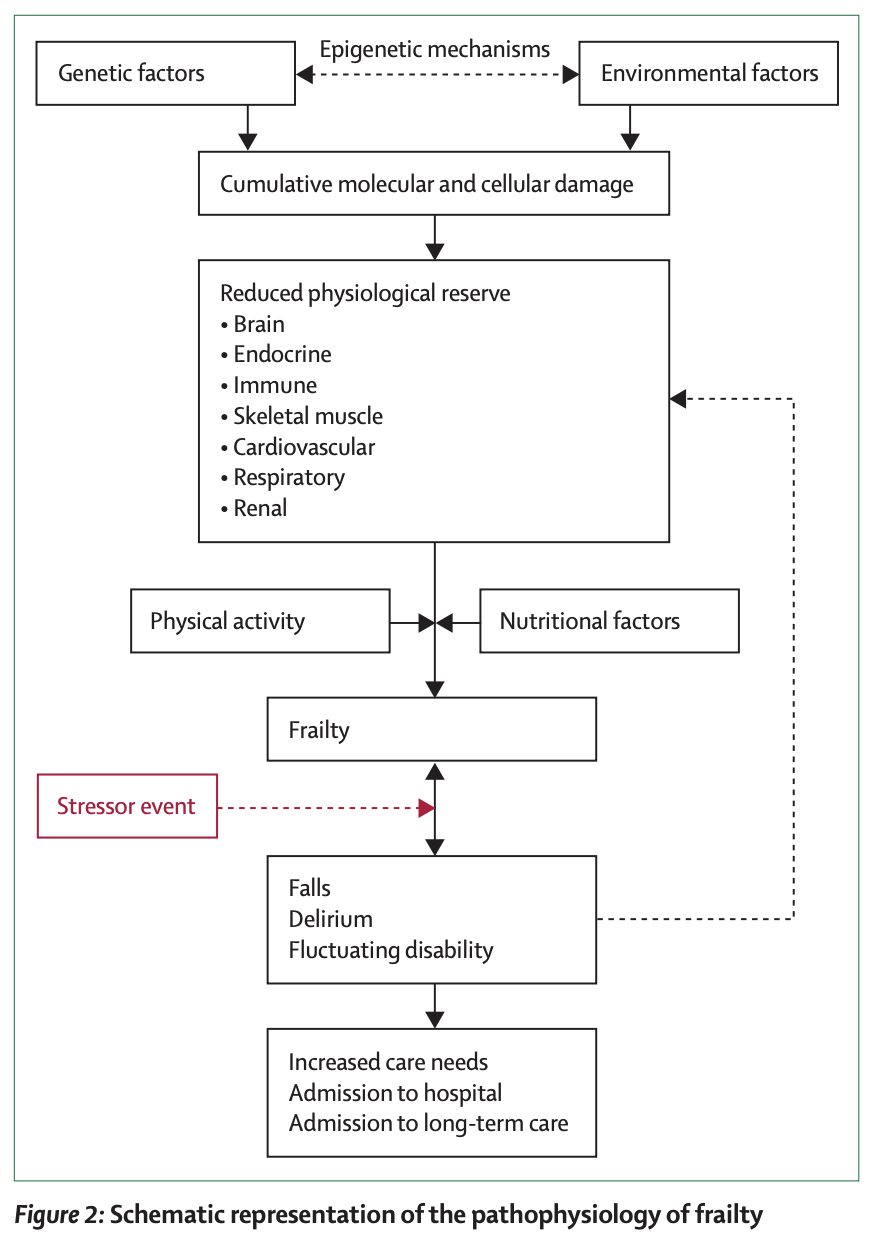 Epigenetic mechanisms
Genetic factors
Environmental factors
Cumulative molecular and cellular damage
Reduced physiological reserve
• Brain
• Endocrine
• Immune
• Skeletal muscle
• Cardiovascular
• Respiratory
• Renal
Physical activity
Nutritional factors
Frailty
Stressor event
Falls
Delirium
Fluctuating disability
Increased care needs
Admission to hospital
Admission to long-term care
Figure 2: Schematic representation of the pathophysiology of frailty